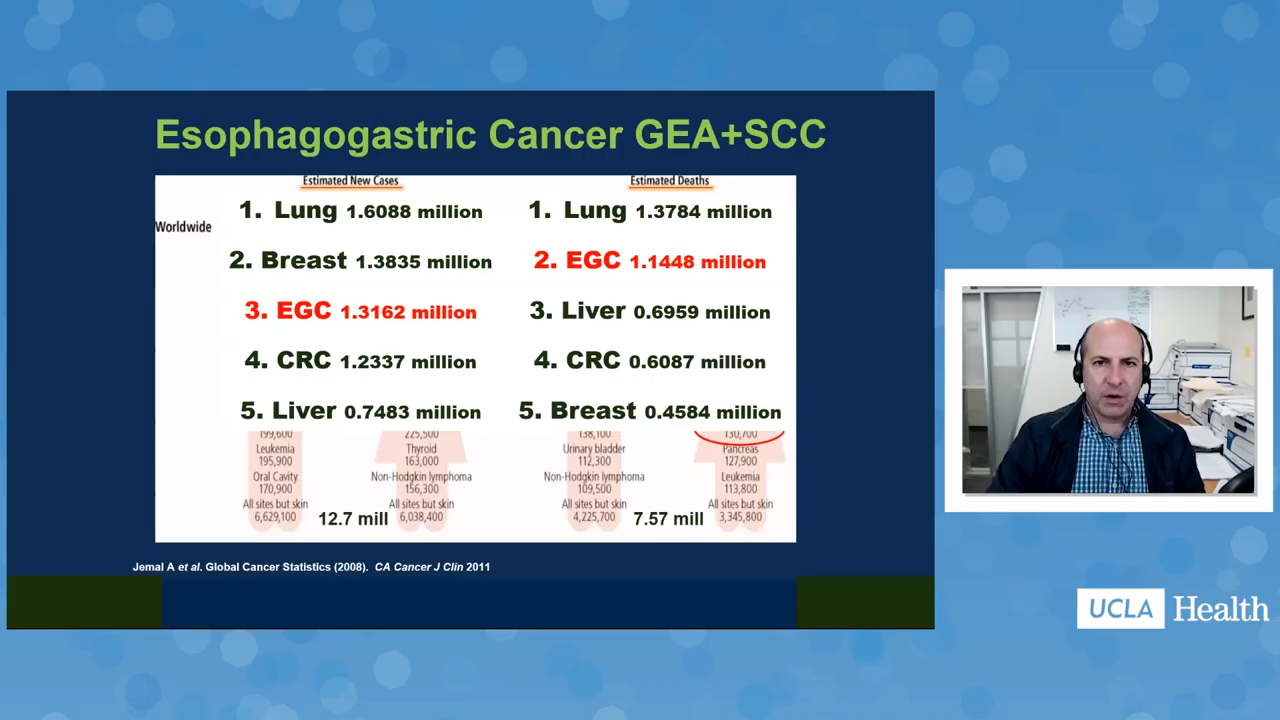 Esophagogastric Cancer GEA+SCC
Estimated New Cases
Estimated Deaths
Worldwide
1. Lung 1.6088 million
1. Lung 1.3784 million
2. Breast 1.3835 million
2. EGC 1.1448 million
3. EGC 1.3162 million
3. Liver 0.6959 million
4. CRC 1.2337 million
4. CRC 0.6087 million
5. Liver 0.7483 million
5. Breast 0.4584 million
199,600
225,500
138,100
130,700
Leukemia
Thyroid
Urinary bladder
Pancreas
195,900
163,000
112,300
127,900
Oral Cavity
Non-Hodgkin lymphoma
Non-Hodgkin lymphoma
Leukemia
170,900
156,300
109,500
113,800
All sites but skin
All sites but skin
All sites but skin
All sites but skin
6,629,100
12.7 mill
6,038,400
4,225,700
7.57 mill
3,345,800
Jemal A et al. Global Cancer Statistics (2008). CA Cancer J Clin 2011
UCLA Health